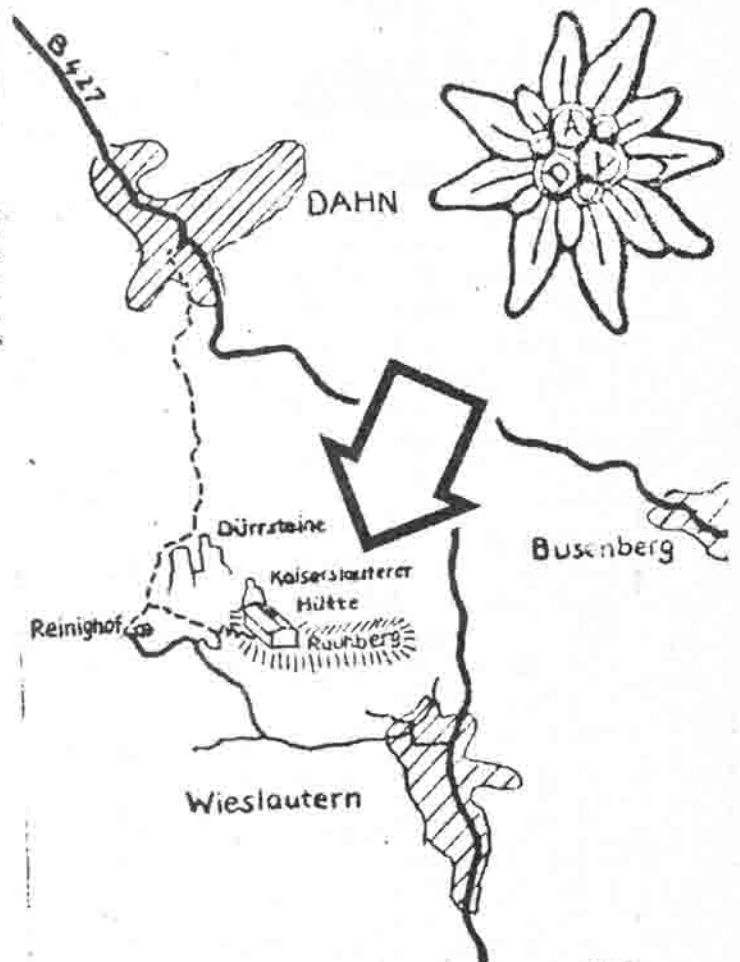 B 427
A
D V
DAHN
Dürrsteine
Kaiserslauterer
Hütte
Reinighof
Rauhberg
Busenberg
Wieslautern